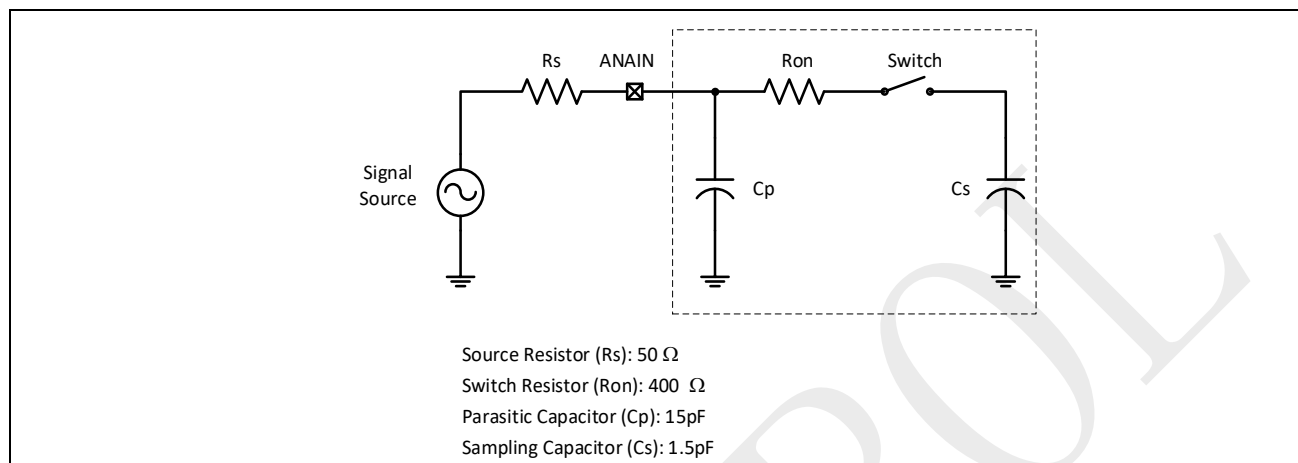 Rs
ANAIN
Ron
Switch
Signal
Source
Cp
Cs
Source Resistor (Rs): 50 Ω
Switch Resistor (Ron): 400 Ω
Parasitic Capacitor (Cp): 15pF
Sampling Capacitor (Cs): 1.5pF